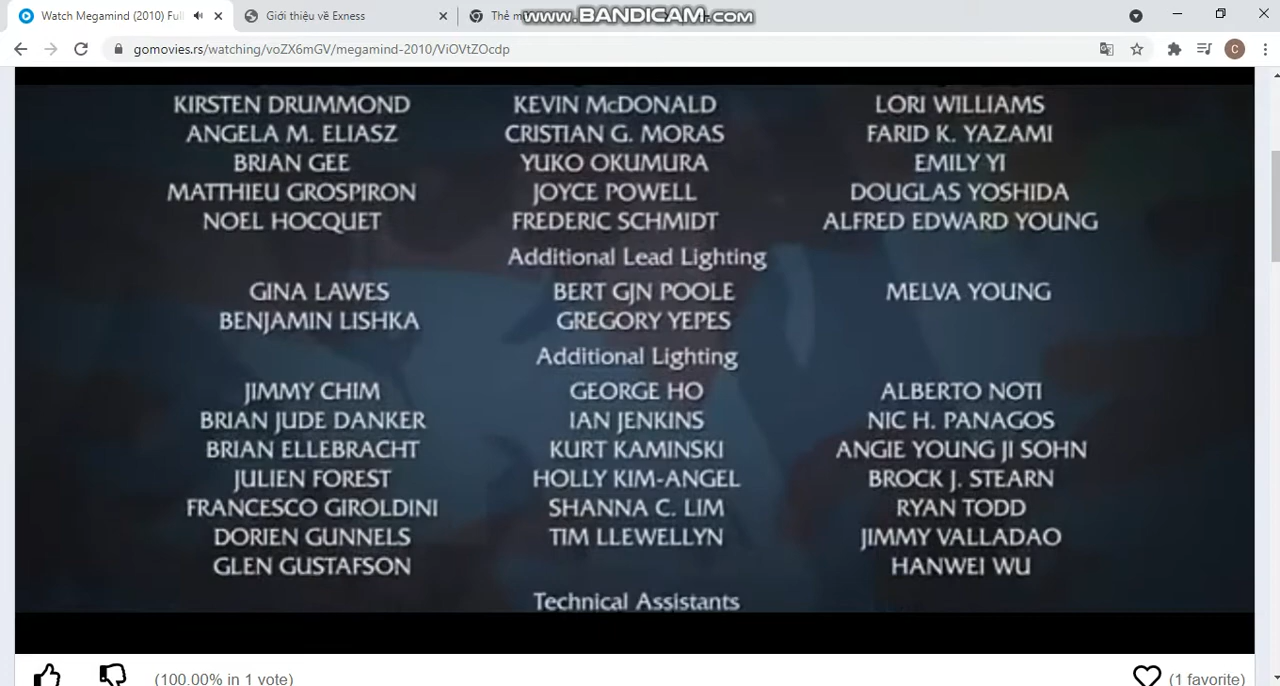 Watch Megamind (2010) Full
Giới thiệu về Exness
Thẻ m
www.BANDICAM.com
gomovies.rs/watching/voZX6mGV/megamind-2010/ViOVtZOcdp
C
KIRSTEN DRUMMOND KEVIN McDONALD LORI WILLIAMS
ANGELA M. ELIASZ CRISTIAN G. MORAS FARID K. YAZAMI
BRIAN GEE YUKO OKUMURA EMILY YI
MATTHIEU GROSPIRON JOYCE POWELL DOUGLAS YOSHIDA
NOEL HOCQUET FREDERIC SCHMIDT ALFRED EDWARD YOUNG
Additional Lead Lighting
GINA LAWES BERT GJN POOLE MELVA YOUNG
BENJAMIN LISHKA GREGORY YEPES
Additional Lighting
JIMMY CHIM GEORGE HO ALBERTO NOTI
BRIAN JUDE DANKER IAN JENKINS NIC H. PANAGOS
BRIAN ELLEBRACHT KURT KAMINSKI ANGIE YOUNG JI SOHN
JULIEN FOREST HOLLY KIM-ANGEL BROCK J. STEARN
FRANCESCO GIROLDINI SHANNA C. LIM RYAN TODD
DORIEN GUNNELS TIM LLEWELLYN JIMMY VALLADAO
GLEN GUSTAFSON HANWEI WU
Technical Assistants
(100.00% in 1 vote) (1 favorite)